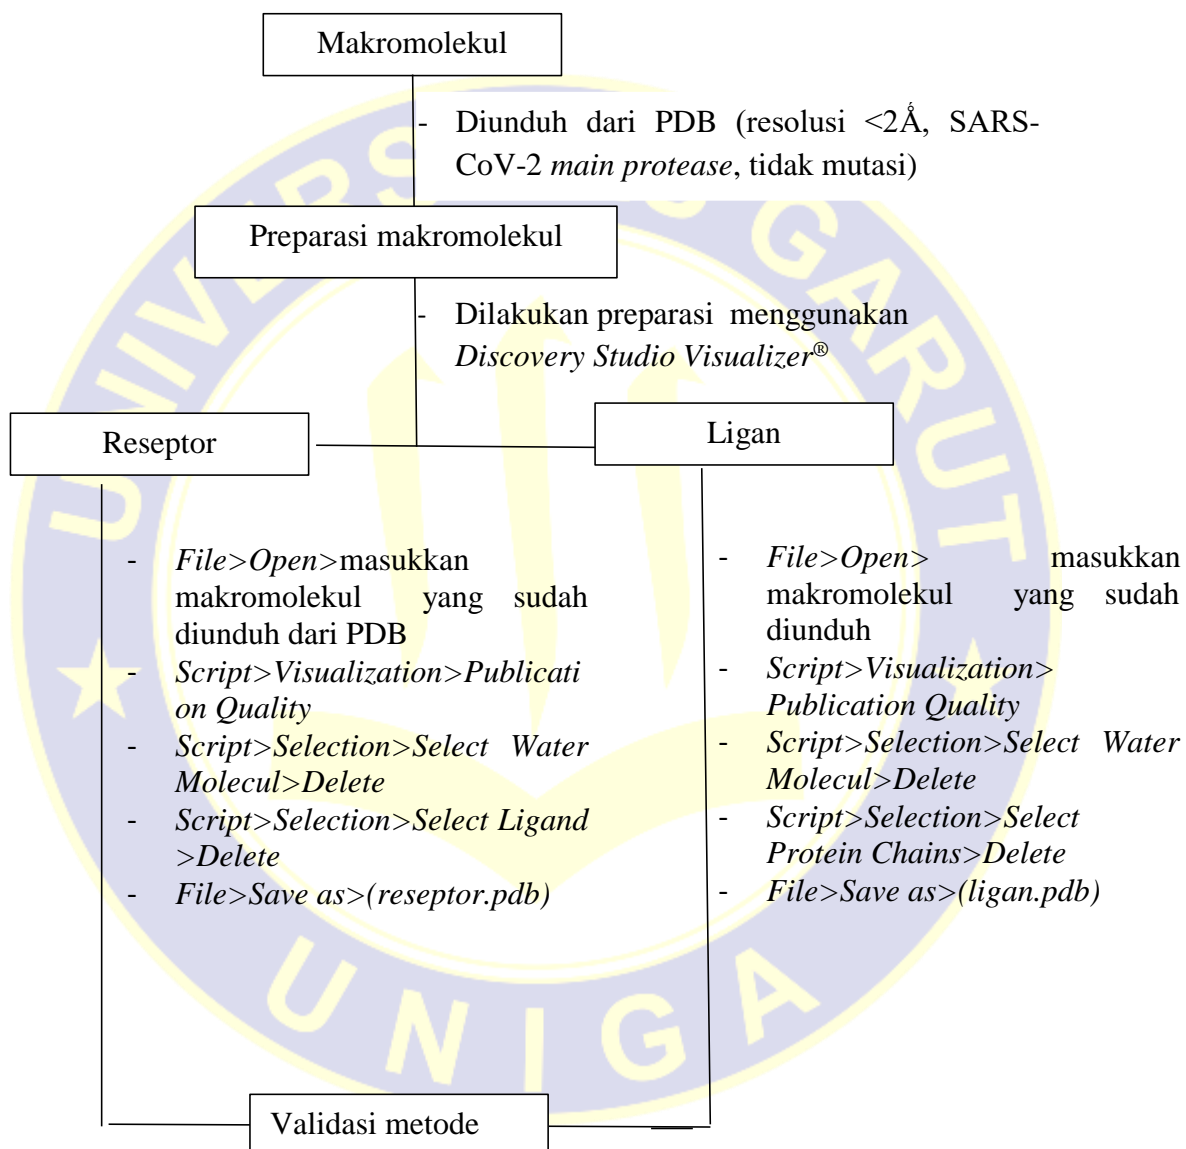 Makromolekul
- Diunduh dari PDB (resolusi <2Å, SARS-
CoV-2 main protease, tidak mutasi)
Preparasi makromolekul
- Dilakukan preparasi menggunakan
Discovery Studio Visualizer®
Reseptor
Ligan
- File>Open>masukkan
makromolekul yang sudah
diunduh dari PDB
- Script>Visualization>Publicati
on Quality
- Script>Selection>Select Water
Molecul>Delete
- Script>Selection>Select Ligand
>Delete
- File>Save as>(reseptor.pdb)
- File>Open> masukkan
makromolekul yang sudah
diunduh
- Script>Visualization>
Publication Quality
- Script>Selection>Select Water
Molecul>Delete
- Script>Selection>Select
Protein Chains>Delete
- File>Save as>(ligan.pdb)
Validasi metode
GARUT
UNIGA